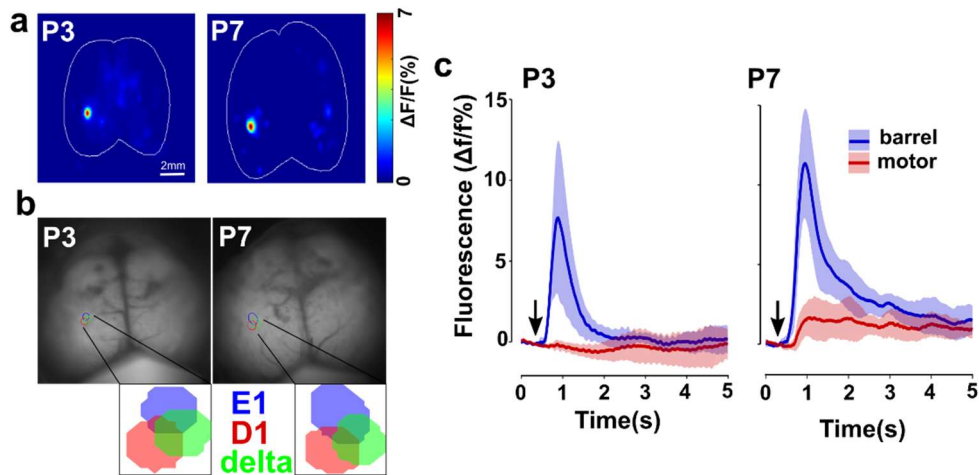 a
P3
P7
7
ΔF/F(%)
0
2mm
b
P3
P7
E1
D1
delta
c
P3
P7
15
10
5
0
Fluorescence (Δf/f%)
barrel
motor
0 1 2 3 4 5
0 1 2 3 4 5
Time(s)
Time(s)